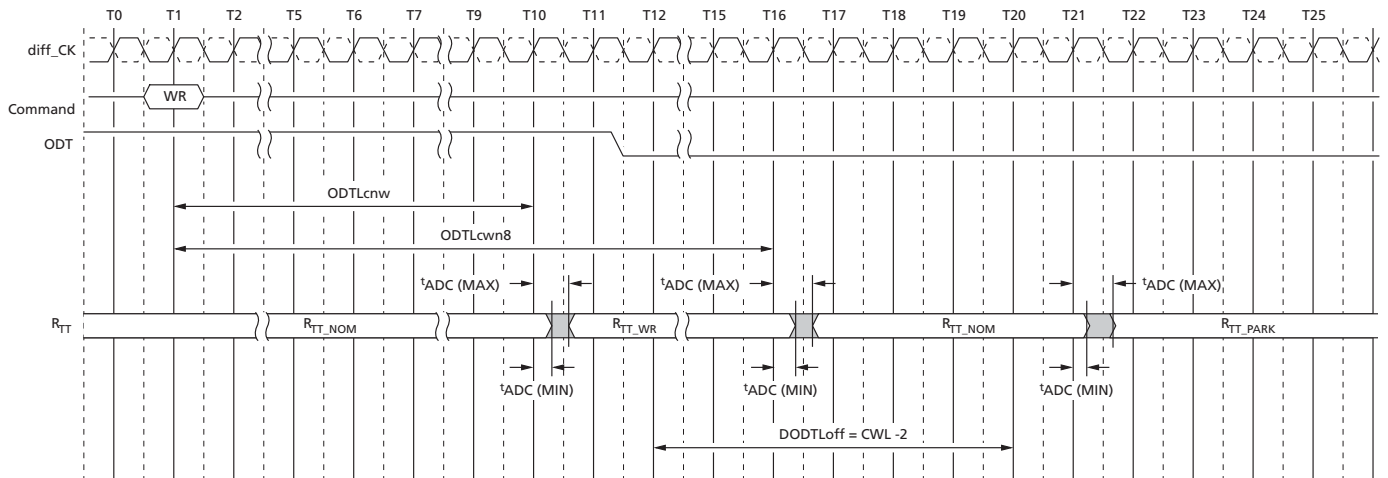 T0 T1 T2 T5 T6 T7 T9 T10 T11 T12 T15 T16 T17 T18 T19 T20 T21 T22 T23 T24 T25
diff_CK
WR
Command
ODT
ODTLcnw
ODTLcwn8
tADC (MAX) tADC (MAX) tADC (MAX)
RTT RTT_NOM RTT_WR RTT_NOM RTT_PARK
tADC (MIN) tADC (MIN) tADC (MIN)
DODTLoff = CWL -2